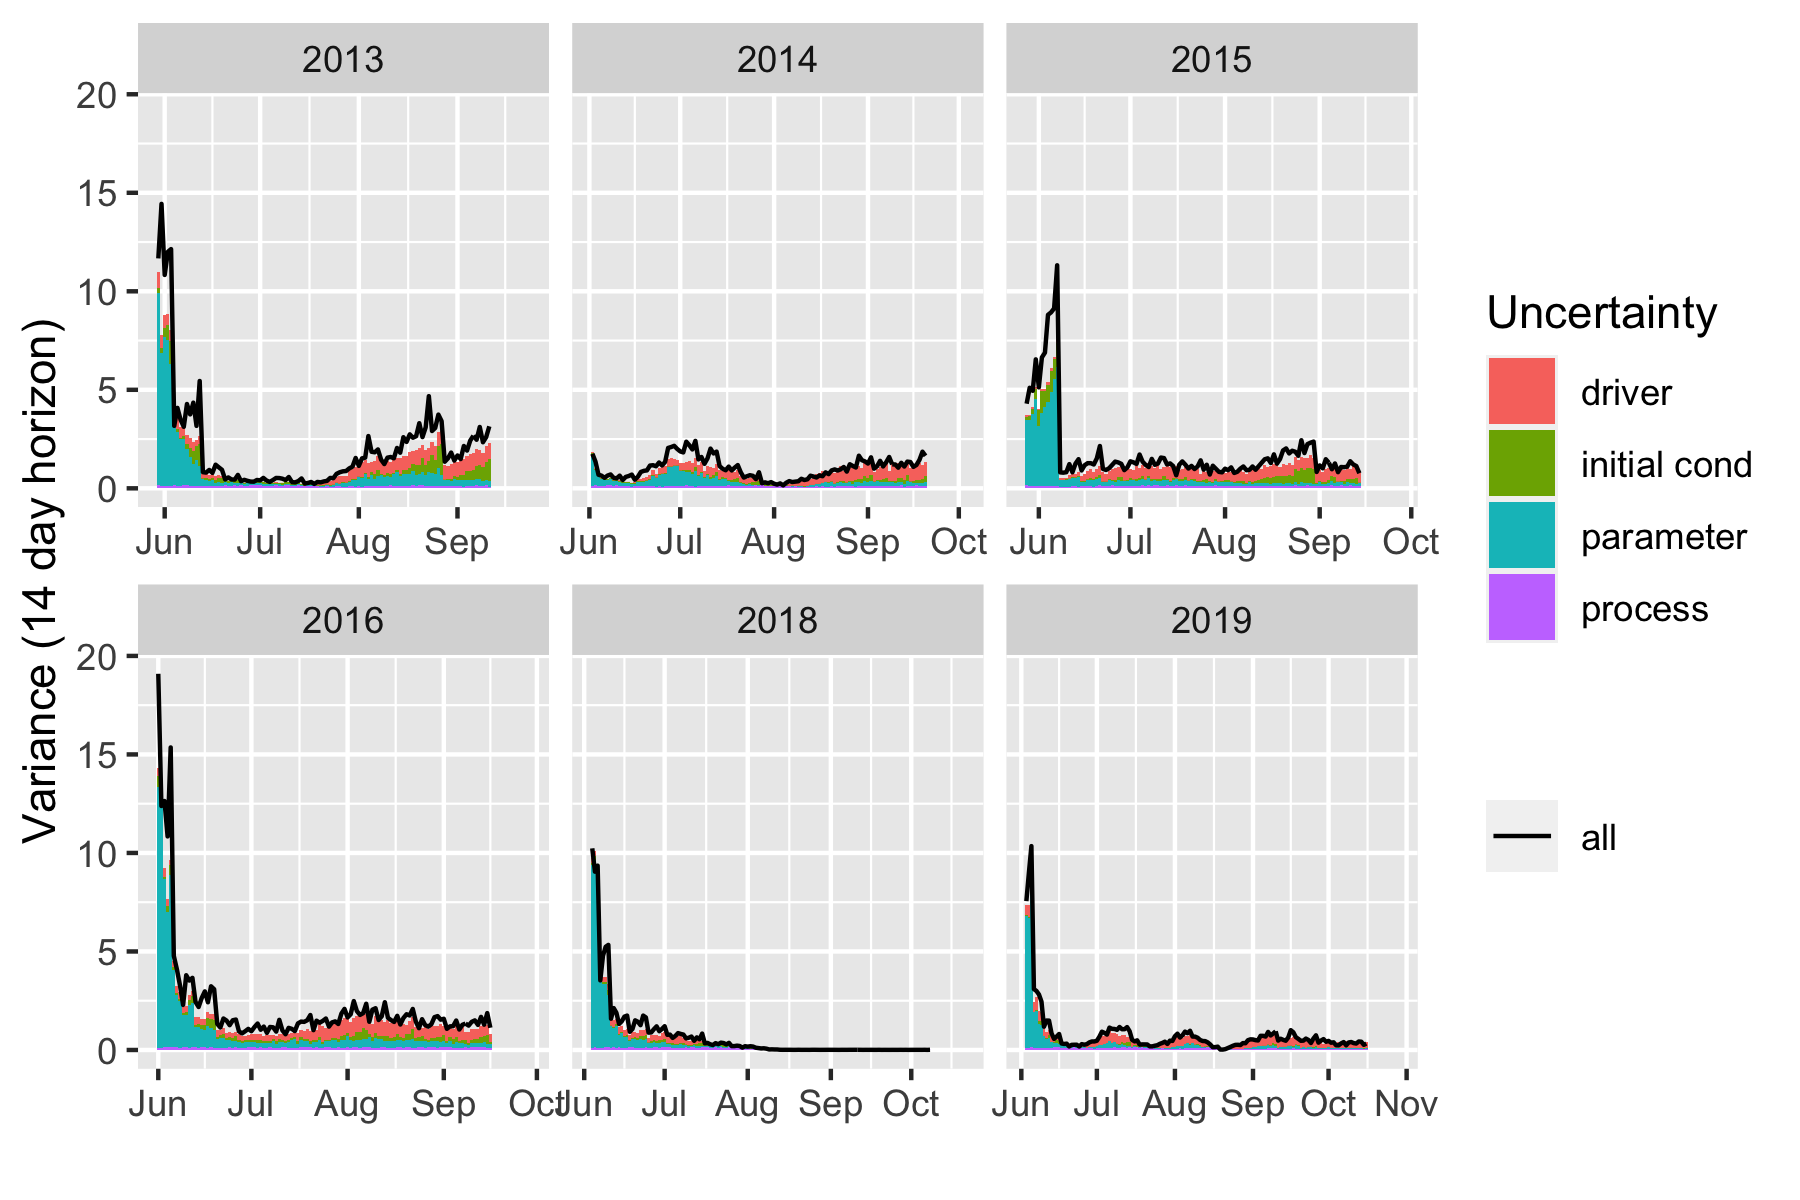 2013 2014 2015
20
15
10
5
0
Jun Jul Aug Sep
Jun Jul Aug Sep Oct
Jun Jul Aug Sep Oct
2016 2018 2019
20
15
10
5
0
Jun Jul Aug Sep Oct
Jun Jul Aug Sep Oct
Jun Jul Aug Sep Oct Nov
Variance (14 day horizon)
Uncertainty
driver
initial cond
parameter
process
all